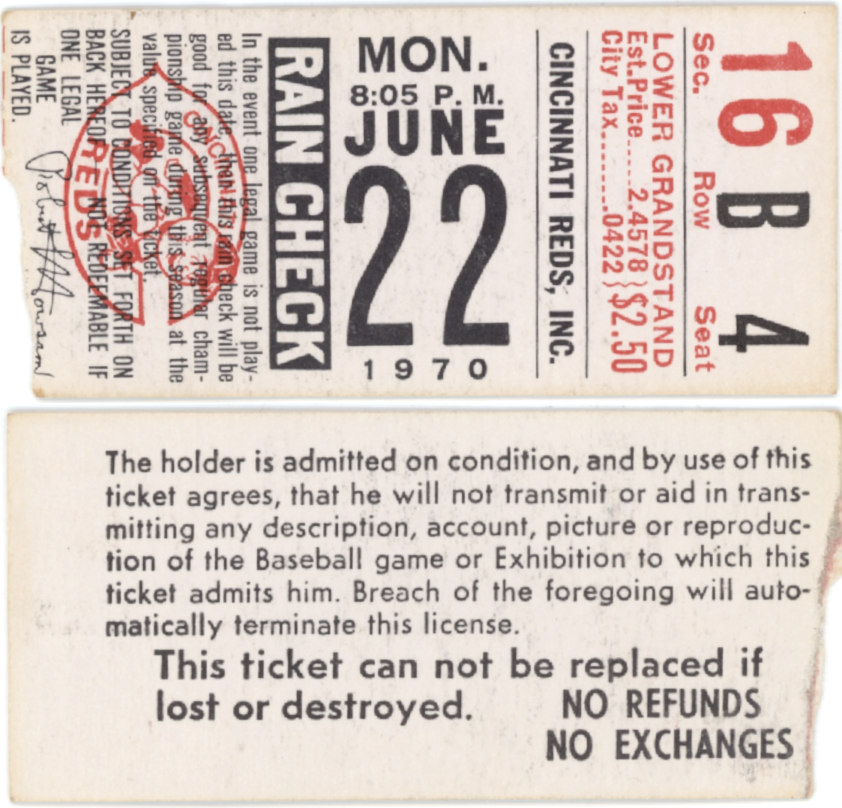 16 B 4
Sec. Row Seat
LOWER GRANDSTAND
Est.Price..... 2.4578 } $2.50
City Tax......... .0422
CINCINNATI REDS, INC.
MON.
8:05 P. M.
JUNE
22
1970
RAIN CHECK
In the event one legal game is not play-
ed this date, then this rain check will be
good for any subsequent regular cham-
pionship game during this season at the
value specified on the ticket.
SUBJECT TO CONDITIONS SET FORTH ON
BACK HEREOF NOT REDEEMABLE IF
ONE LEGAL
GAME
IS PLAYED.
CINCINNATI
REDS
The holder is admitted on condition, and by use of this
ticket agrees, that he will not transmit or aid in trans-
mitting any description, account, picture or reproduc-
tion of the Baseball game or Exhibition to which this
ticket admits him. Breach of the foregoing will auto-
matically terminate this license.
This ticket can not be replaced if
lost or destroyed. NO REFUNDS
NO EXCHANGES